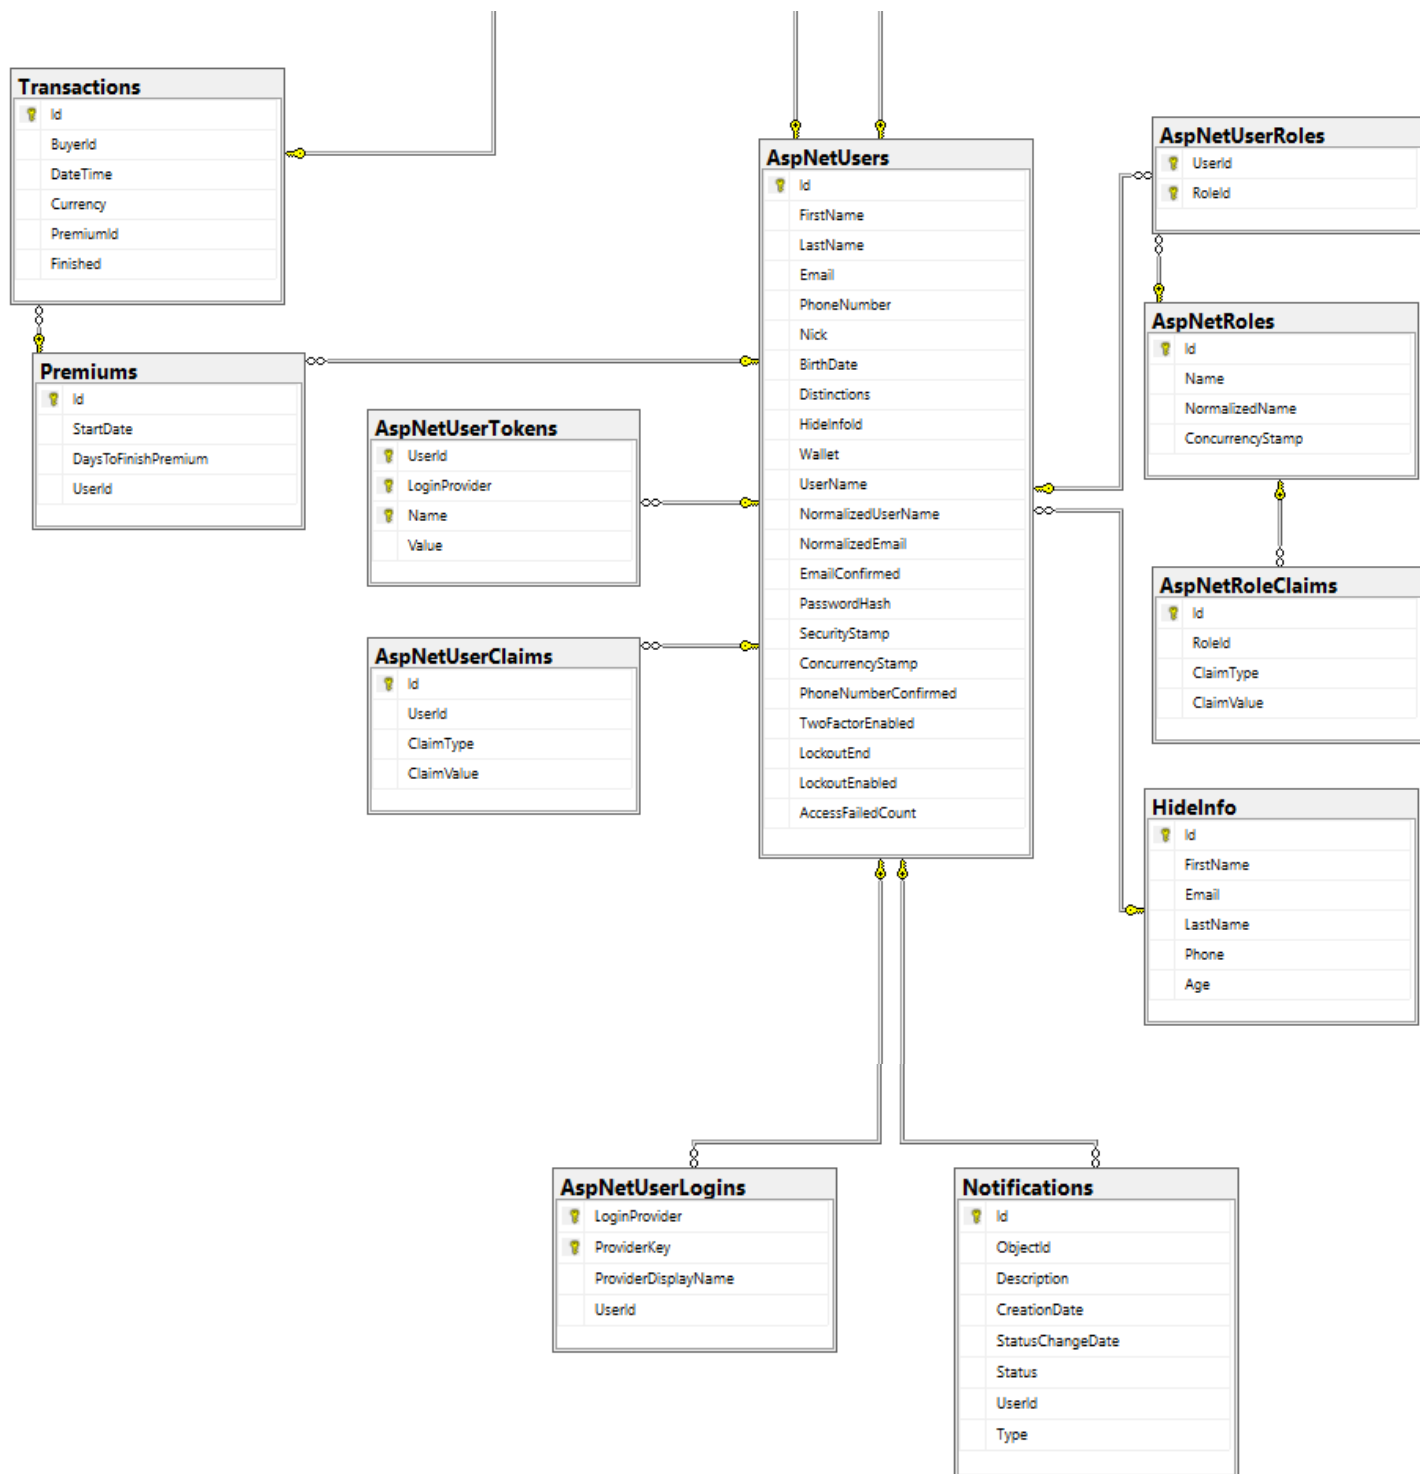 Transactions
Id
BuyerId
DateTime
Currency
PremiumId
Finished
Premiums
Id
StartDate
DaysToFinishPremium
UserId
AspNetUserTokens
UserId
LoginProvider
Name
Value
AspNetUserClaims
Id
UserId
ClaimType
ClaimValue
AspNetUsers
Id
FirstName
LastName
Email
PhoneNumber
Nick
BirthDate
Distinctions
HideInfoId
Wallet
UserName
NormalizedUserName
NormalizedEmail
EmailConfirmed
PasswordHash
SecurityStamp
ConcurrencyStamp
PhoneNumberConfirmed
TwoFactorEnabled
LockoutEnd
LockoutEnabled
AccessFailedCount
AspNetUserRoles
UserId
RoleId
AspNetRoles
Id
Name
NormalizedName
ConcurrencyStamp
AspNetRoleClaims
Id
RoleId
ClaimType
ClaimValue
HideInfo
Id
FirstName
Email
LastName
Phone
Age
AspNetUserLogins
LoginProvider
ProviderKey
ProviderDisplayName
UserId
Notifications
Id
ObjectId
Description
CreationDate
StatusChangeDate
Status
UserId
Type